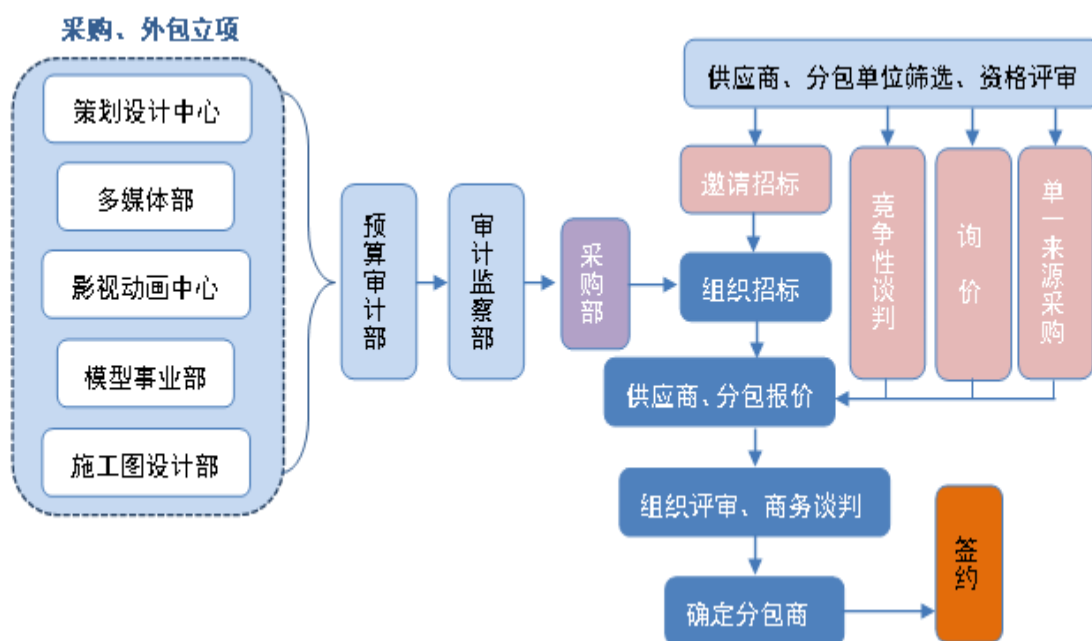 采购、外包立项
策划设计中心
多媒体部
影视动画中心
模型事业部
施工图设计部
预算审计部
审计监察部
采购部
供应商、分包单位筛选、资格评审
邀请招标
竞争性谈判
询价
单一来源采购
组织招标
供应商、分包报价
组织评审、商务谈判
确定分包商
签约